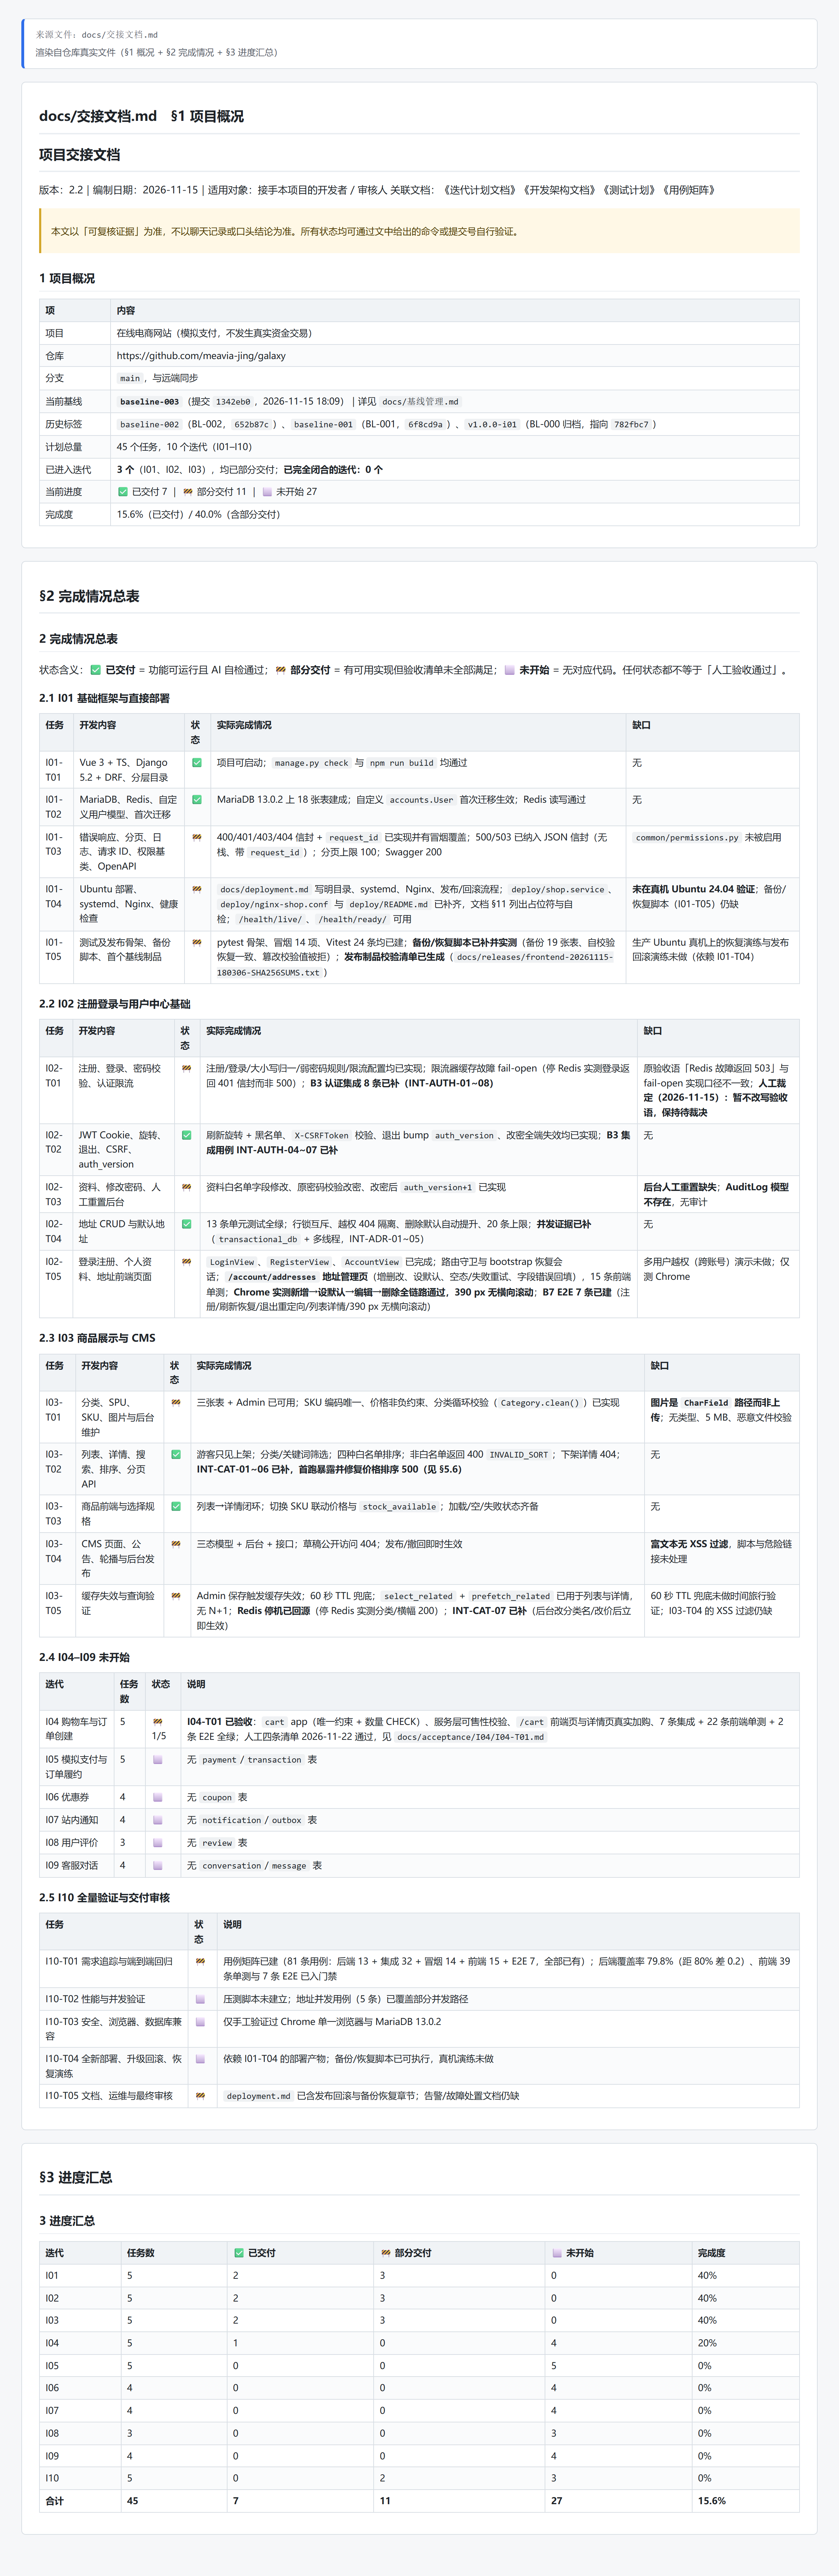 来源文件: docs/交接文档.md
渲染自仓库真实文件（§1 概况 + §2 完成情况 + §3 进度汇总）
docs/交接文档.md §1 项目概况
项目交接文档
版本：2.2 | 编制日期：2026-11-15 | 适用对象：接手本项目的开发者 / 审核人 关联文档：《迭代计划文档》《开发架构文档》《测试计划》《用例矩阵》
本文以「可复核证据」为准，不以聊天记录或口头结论为准。所有状态均可通过文中给出的命令或提交号自行验证。
1 项目概况
项 内容
项目 在线电商网站（模拟支付，不发生真实资金交易）
仓库 https://github.com/meavia-jing/galaxy
分支 main，与远端同步
当前基线 baseline-003（提交 1342eb0，2026-11-15 18:09）| 详见 docs/基线管理.md
历史标签 baseline-002（BL-002，652b87c）、baseline-001（BL-001，6f8cd9a）、v1.0.0-i01（BL-000 归档，指向 782fbc7）
计划总量 45 个任务，10 个迭代（I01–I10）
已进入迭代 3 个（I01、I02、I03），均已部分交付；已完全闭合的迭代：0 个
当前进度 ✅ 已交付 7 | 🚧 部分交付 11 | ⬜ 未开始 27
完成度 15.6%（已交付）/ 40.0%（含部分交付）
§2 完成情况总表
2 完成情况总表
状态含义：✅ 已交付 = 功能可运行且 AI 自检通过；🚧 部分交付 = 有可用实现但验收清单未全部满足；⬜ 未开始 = 无对应代码。任何状态都不等于「人工验收通过」。
2.1 I01 基础框架与直接部署
任务 开发内容 状态 实际完成情况 缺口
I01-T01 Vue 3 + TS、Django 5.2 + DRF、分层目录 ✅ 项目可启动；manage.py check 与 npm run build 均通过 无
I01-T02 MariaDB、Redis、自定义用户模型、首次迁移 ✅ MariaDB 13.0.2 上 18 张表建成；自定义 accounts.User 首次迁移生效；Redis 读写通过 无
I01-T03 错误响应、分页、日志、请求 ID、权限基类、OpenAPI 🚧 400/401/403/404 信封 + request_id 已实现并有冒烟覆盖；500/503 已纳入 JSON 信封（无栈、带 request_id）；分页上限 100；Swagger 200 common/permissions.py 未被启用
I01-T04 Ubuntu 部署、systemd、Nginx、健康检查 🚧 docs/deployment.md 写明目录、systemd、Nginx、发布/回滚流程；deploy/shop.service、deploy/nginx-shop.conf 与 deploy/README.md 已补齐，文档 §11 列出占位符与自检；/health/live/、/health/ready/ 可用 未在真机 Ubuntu 24.04 验证；备份/恢复脚本（I01-T05）仍缺
I01-T05 测试及发布骨架、备份脚本、首个基线制品 🚧 pytest 骨架、冒烟 14 项、Vitest 24 条均已建；备份/恢复脚本已补并实测（备份 19 张表、自校验恢复一致、篡改校验值被拒）；发布制品校验清单已生成（docs/releases/frontend-20261115-180306-SHA256SUMS.txt） 生产 Ubuntu 真机上的恢复演练与发布回滚演练未做（依赖 I01-T04）
2.2 I02 注册登录与用户中心基础
任务 开发内容 状态 实际完成情况 缺口
I02-T01 注册、登录、密码校验、认证限流 🚧 注册/登录/大小写归一/弱密码规则/限流配置均已实现；限流器缓存故障 fail-open（停 Redis 实测登录返回 401 信封而非 500）；B3 认证集成 8 条已补（INT-AUTH-01~08） 原验收语「Redis 故障返回 503」与 fail-open 实现口径不一致；人工裁定（2026-11-15）：暂不改写验收语，保持待裁决
I02-T02 JWT Cookie、旋转、退出、CSRF、auth_version ✅ 刷新旋转 + 黑名单、X-CSRFToken 校验、退出 bump auth_version、改密全端失效均已实现；B3 集成用例 INT-AUTH-04~07 已补 无
I02-T03 资料、修改密码、人工重置后台 🚧 资料白名单字段修改、原密码校验改密、改密后 auth_version+1 已实现 后台人工重置缺失；AuditLog 模型不存在，无审计
I02-T04 地址 CRUD 与默认地址 ✅ 13 条单元测试全绿；行锁互斥、越权 404 隔离、删除默认自动提升、20 条上限；并发证据已补（transactional_db + 多线程，INT-ADR-01~05） 无
I02-T05 登录注册、个人资料、地址前端页面 🚧 LoginView、RegisterView、AccountView 已完成；路由守卫与 bootstrap 恢复会话；/account/addresses 地址管理页（增删改、设默认、空态/失败重试、字段错误回填），15 条前端单测；Chrome 实测新增→设默认→编辑→删除全链路通过，390 px 无横向滚动；B7 E2E 7 条已建（注册/刷新恢复/退出重定向/列表详情/390 px 无横向滚动） 多用户越权（跨账号）演示未做；仅测 Chrome
2.3 I03 商品展示与 CMS
任务 开发内容 状态 实际完成情况 缺口
I03-T01 分类、SPU、SKU、图片与后台维护 🚧 三张表 + Admin 已可用；SKU 编码唯一、价格非负约束、分类循环校验（Category.clean()）已实现 图片是 CharField 路径而非上传；无类型、5 MB、恶意文件校验
I03-T02 列表、详情、搜索、排序、分页 API ✅ 游客只见上架；分类/关键词筛选；四种白名单排序；非白名单返回 400 INVALID_SORT；下架详情 404；INT-CAT-01~06 已补，首跑暴露并修复价格排序 500（见 §5.6） 无
I03-T03 商品前端与选择规格 ✅ 列表→详情闭环；切换 SKU 联动价格与 stock_available；加载/空/失败状态齐备 无
I03-T04 CMS 页面、公告、轮播与后台发布 🚧 三态模型 + 后台 + 接口；草稿公开访问 404；发布/撤回即时生效 富文本无 XSS 过滤，脚本与危险链接未处理
I03-T05 缓存失效与查询验证 🚧 Admin 保存触发缓存失效；60 秒 TTL 兜底；select_related + prefetch_related 已用于列表与详情，无 N+1；Redis 停机已回源（停 Redis 实测分类/横幅 200）；INT-CAT-07 已补（后台改分类名/改价后立即生效） 60 秒 TTL 兜底未做时间旅行验证；I03-T04 的 XSS 过滤仍缺
2.4 I04–I09 未开始
迭代 任务数 状态 说明
I04 购物车与订单创建 5 🚧 1/5 I04-T01 已验收：cart app（唯一约束 + 数量 CHECK）、服务层可售性校验、/cart 前端页与详情页真实加购、7 条集成 + 22 条前端单测 + 2 条 E2E 全绿；人工四条清单 2026-11-22 通过，见 docs/acceptance/I04/I04-T01.md
I05 模拟支付与订单履约 5 ⬜ 无 payment / transaction 表
I06 优惠券 4 ⬜ 无 coupon 表
I07 站内通知 4 ⬜ 无 notification / outbox 表
I08 用户评价 3 ⬜ 无 review 表
I09 客服对话 4 ⬜ 无 conversation / message 表
2.5 I10 全量验证与交付审核
任务 状态 说明
I10-T01 需求追踪与端到端回归 🚧 用例矩阵已建（81 条用例：后端 13 + 集成 32 + 冒烟 14 + 前端 15 + E2E 7，全部已有）；后端覆盖率 79.8%（距 80% 差 0.2）、前端 39 条单测与 7 条 E2E 已入门禁
I10-T02 性能与并发验证 ⬜ 压测脚本未建立；地址并发用例（5 条）已覆盖部分并发路径
I10-T03 安全、浏览器、数据库兼容 ⬜ 仅手工验证过 Chrome 单一浏览器与 MariaDB 13.0.2
I10-T04 全新部署、升级回滚、恢复演练 ⬜ 依赖 I01-T04 的部署产物；备份/恢复脚本已可执行，真机演练未做
I10-T05 文档、运维与最终审核 🚧 deployment.md 已含发布回滚与备份恢复章节；告警/故障处置文档仍缺
§3 进度汇总
3 进度汇总
迭代 任务数 ✅ 已交付 🚧 部分交付 ⬜ 未开始 完成度
I01 5 2 3 0 40%
I02 5 2 3 0 40%
I03 5 2 3 0 40%
I04 5 1 0 4 20%
I05 5 0 0 5 0%
I06 4 0 0 4 0%
I07 4 0 0 4 0%
I08 3 0 0 3 0%
I09 4 0 0 4 0%
I10 5 0 2 3 0%
合计 45 7 11 27 15.6%